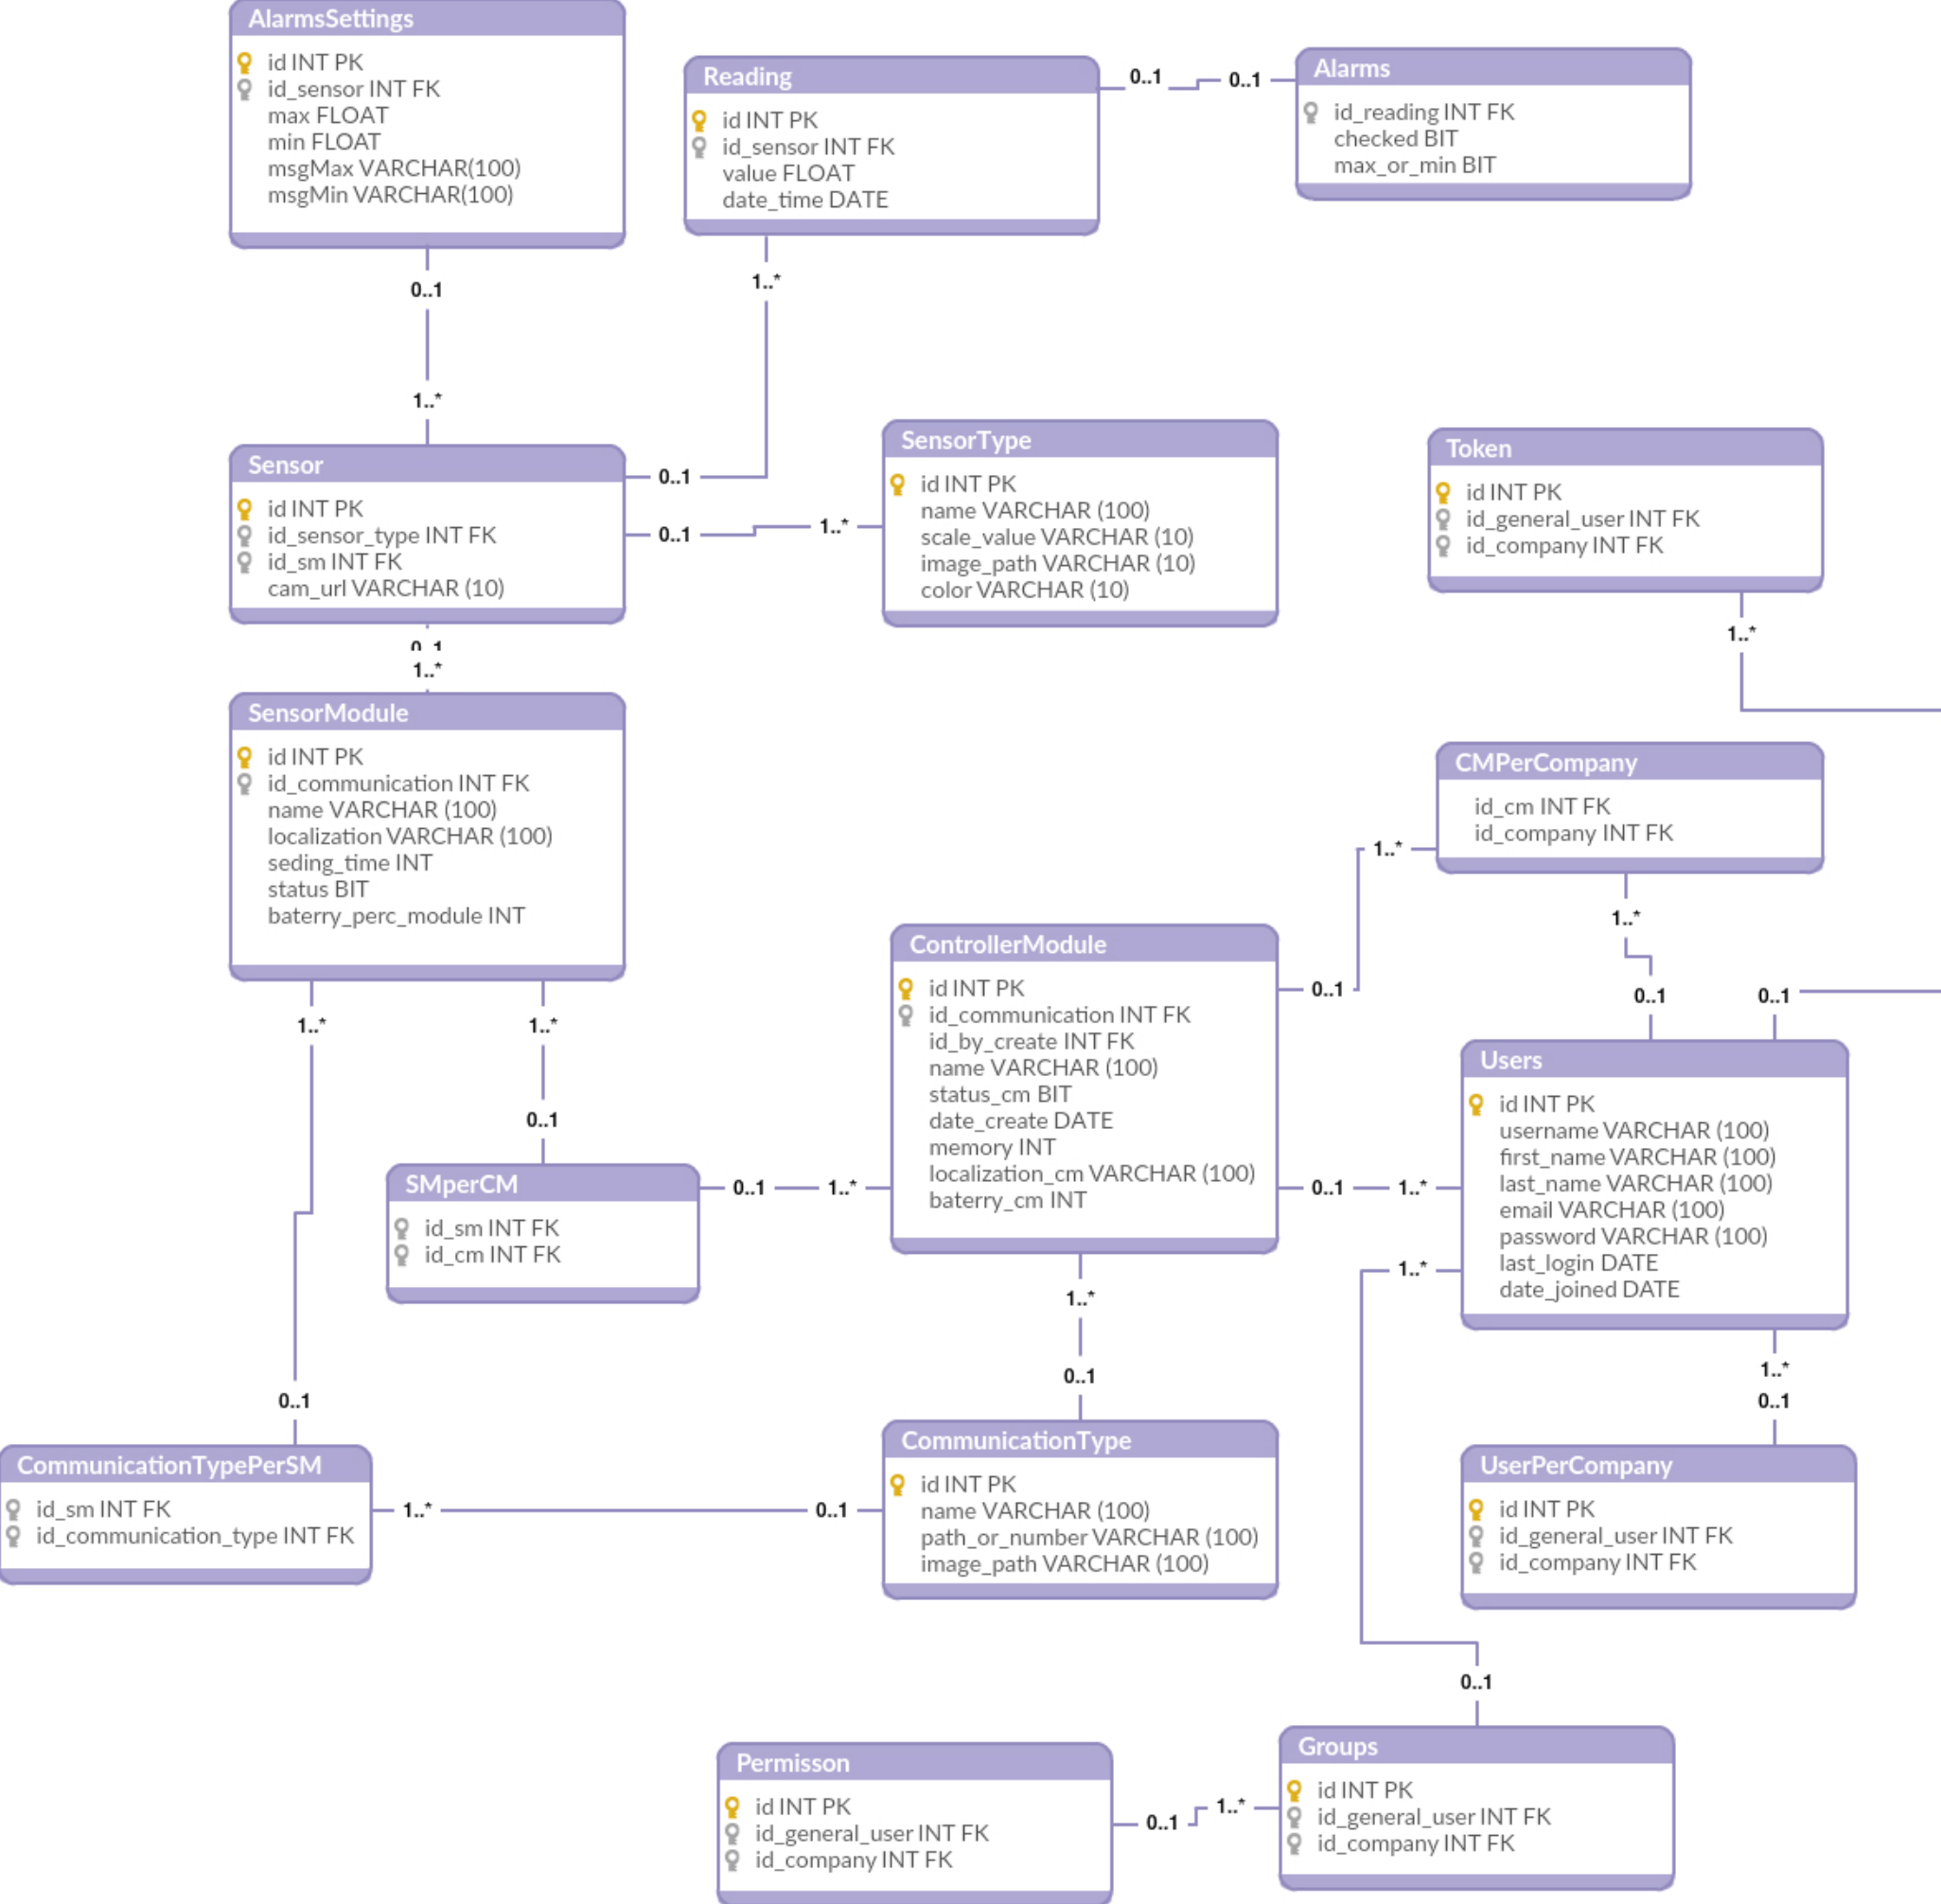 AlarmsSettings
id INT PK
id_sensor INT FK
max FLOAT
min FLOAT
msgMax VARCHAR(100)
msgMin VARCHAR(100)
Reading
id INT PK
id_sensor INT FK
value FLOAT
date_time DATE
0..1
0..1
Alarms
id_reading INT FK
checked BIT
max_or_min BIT
0..1
1..*
1..*
Sensor
id INT PK
id_sensor_type INT FK
id_sm INT FK
cam_url VARCHAR (10)
0..1
0..1
1..*
SensorType
id INT PK
name VARCHAR (100)
scale_value VARCHAR (10)
image_path VARCHAR (10)
color VARCHAR (10)
Token
id INT PK
id_general_user INT FK
id_company INT FK
1..*
0..1
1..*
SensorModule
id INT PK
id_communication INT FK
name VARCHAR (100)
localization VARCHAR (100)
seding_time INT
status BIT
baterry_perc_module INT
CMPerCompany
id_cm INT FK
id_company INT FK
1..*
1..*
0..1
0..1
0..1
ControllerModule
id INT PK
id_communication INT FK
id_by_create INT FK
name VARCHAR (100)
status_cm BIT
date_create DATE
memory INT
localization_cm VARCHAR (100)
baterry_cm INT
1..*
1..*
0..1
SMperCM
id_sm INT FK
id_cm INT FK
0..1
1..*
0..1
1..*
Users
id INT PK
username VARCHAR (100)
first_name VARCHAR (100)
last_name VARCHAR (100)
email VARCHAR (100)
password VARCHAR (100)
last_login DATE
date_joined DATE
1..*
1..*
0..1
1..*
0..1
0..1
CommunicationTypePerSM
id_sm INT FK
id_communication_type INT FK
1..*
0..1
CommunicationType
id INT PK
name VARCHAR (100)
path_or_number VARCHAR (100)
image_path VARCHAR (100)
UserPerCompany
id INT PK
id_general_user INT FK
id_company INT FK
0..1
Permisson
id INT PK
id_general_user INT FK
id_company INT FK
0..1
1..*
Groups
id INT PK
id_general_user INT FK
id_company INT FK